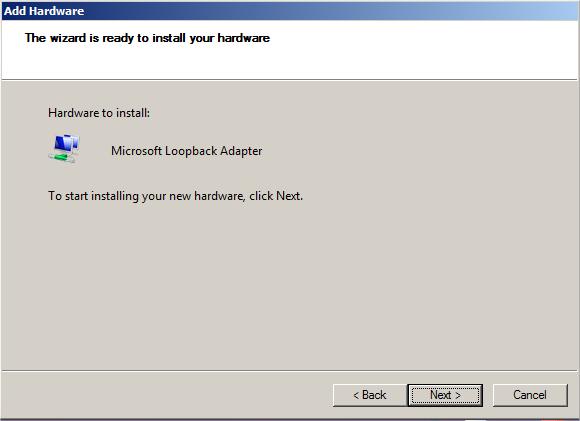 Add Hardware
The wizard is ready to install your hardware
Hardware to install:
Microsoft Loopback Adapter
To start installing your new hardware, click Next.
< Back
Next >
Cancel